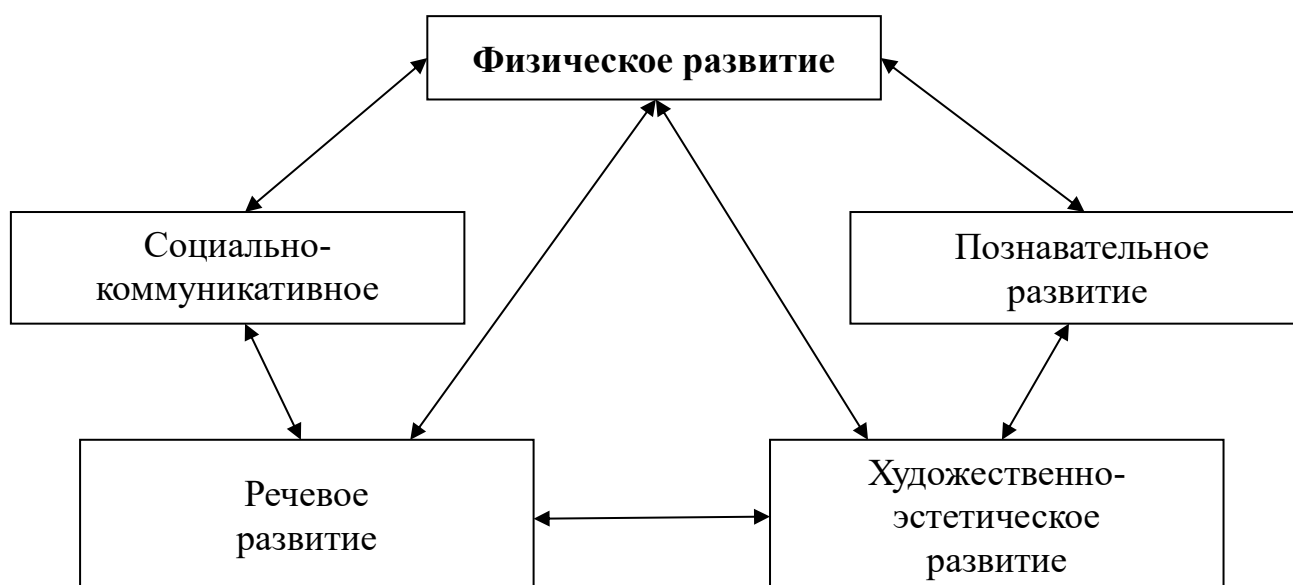 Физическое развитие
Социально-
коммуникативное
Познавательное
развитие
Речевое
развитие
Художественно-
эстетическое
развитие